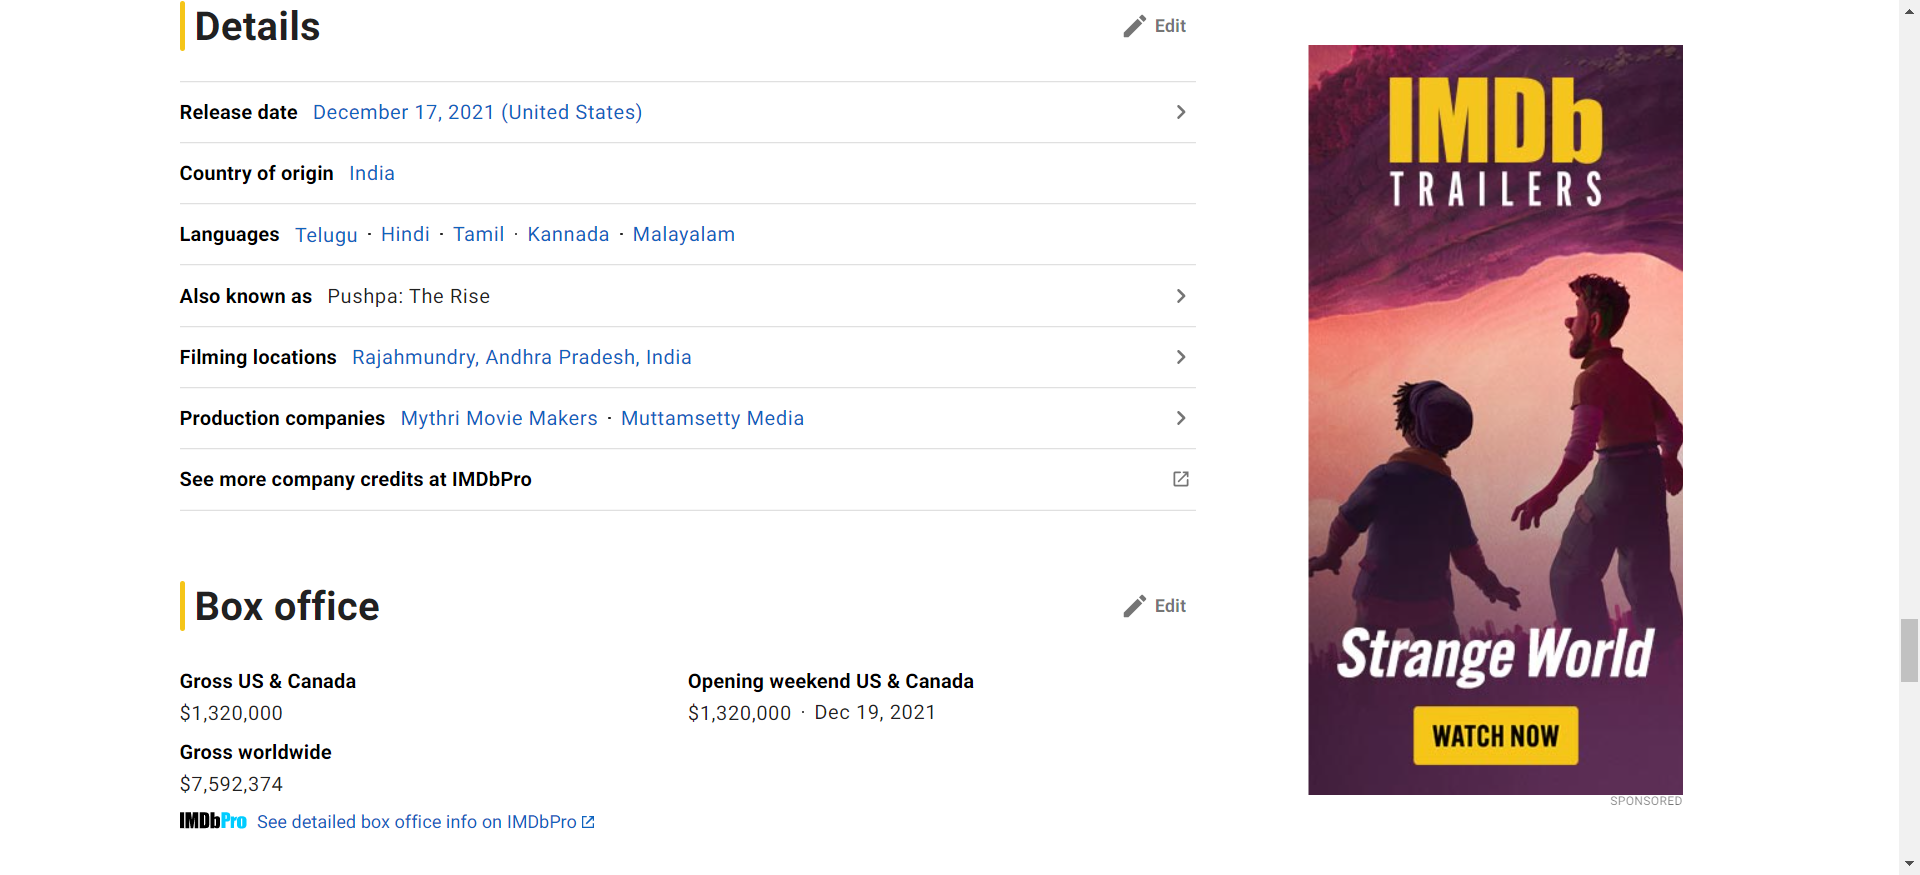 Details
Edit
Release date December 17, 2021 (United States)
Country of origin India
Languages Telugu · Hindi · Tamil · Kannada · Malayalam
Also known as Pushpa: The Rise
Filming locations Rajahmundry, Andhra Pradesh, India
Production companies Mythri Movie Makers · Muttamsetty Media
See more company credits at IMDbPro
Box office
Edit
Gross US & Canada
$1,320,000
Opening weekend US & Canada
$1,320,000 · Dec 19, 2021
Gross worldwide
$7,592,374
IMDbPro See detailed box office info on IMDbPro
IMDb
TRAILERS
Strange World
WATCH NOW
SPONSORED